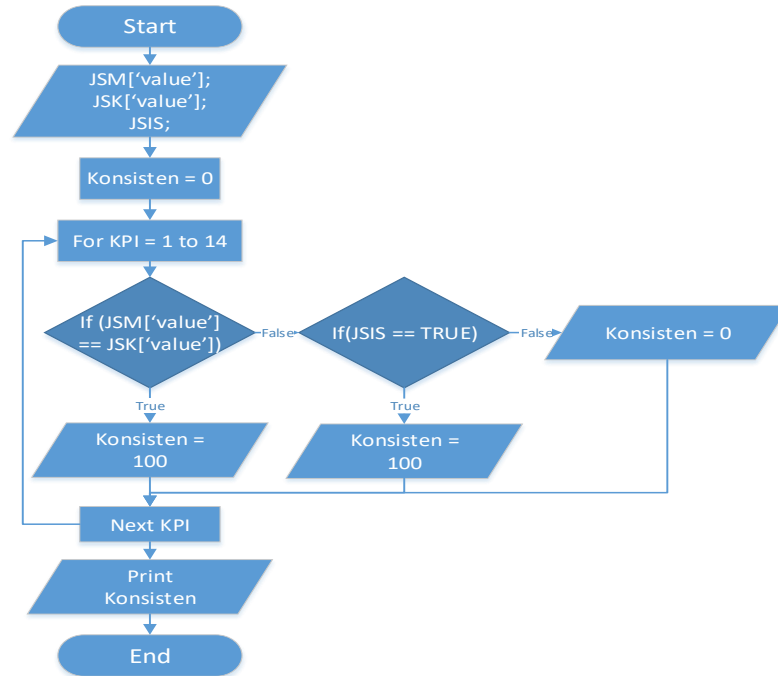 Start
JSM[‘value’];
JSK[‘value’];
JSIS;
Konsisten = 0
For KPI = 1 to 14
If (JSM[‘value’]
== JSK[‘value’])
False
If(JSIS == TRUE)
False
Konsisten = 0
True
True
Konsisten =
100
Konsisten =
100
Next KPI
Print
Konsisten
End